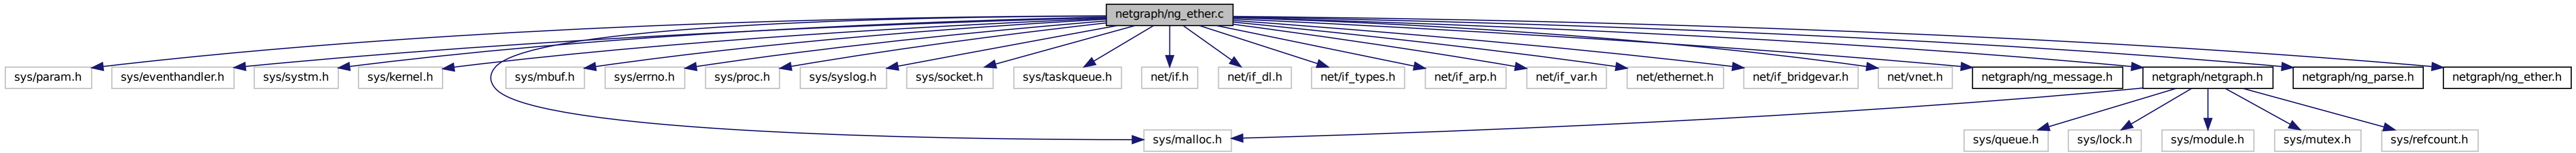 netgraph/ng_ether.c
sys/param.h
sys/eventhandler.h
sys/systm.h
sys/kernel.h
sys/mbuf.h
sys/errno.h
sys/proc.h
sys/syslog.h
sys/socket.h
sys/taskqueue.h
net/if.h
net/if_dl.h
net/if_types.h
net/if_arp.h
net/if_var.h
net/ethernet.h
net/if_bridgevar.h
net/vnet.h
netgraph/ng_message.h
netgraph/netgraph.h
netgraph/ng_parse.h
netgraph/ng_ether.h
sys/malloc.h
sys/queue.h
sys/lock.h
sys/module.h
sys/mutex.h
sys/refcount.h